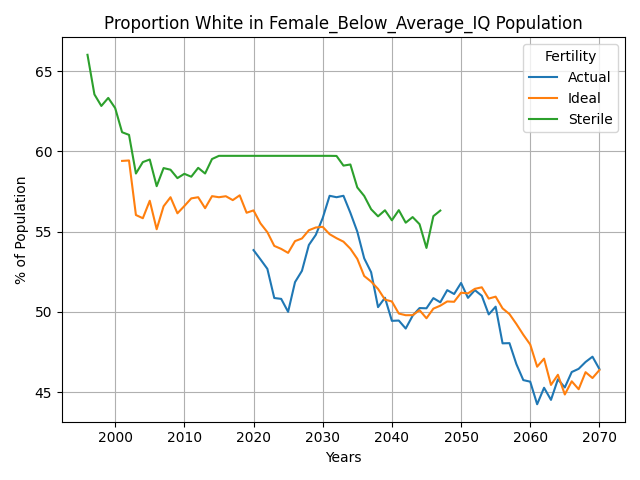 Proportion White in Female_Below_Average_IQ Population
Fertility
Actual
Ideal
Sterile
% of Population
65
60
55
50
45
2000
2010
2020
2030
2040
2050
2060
2070
Years